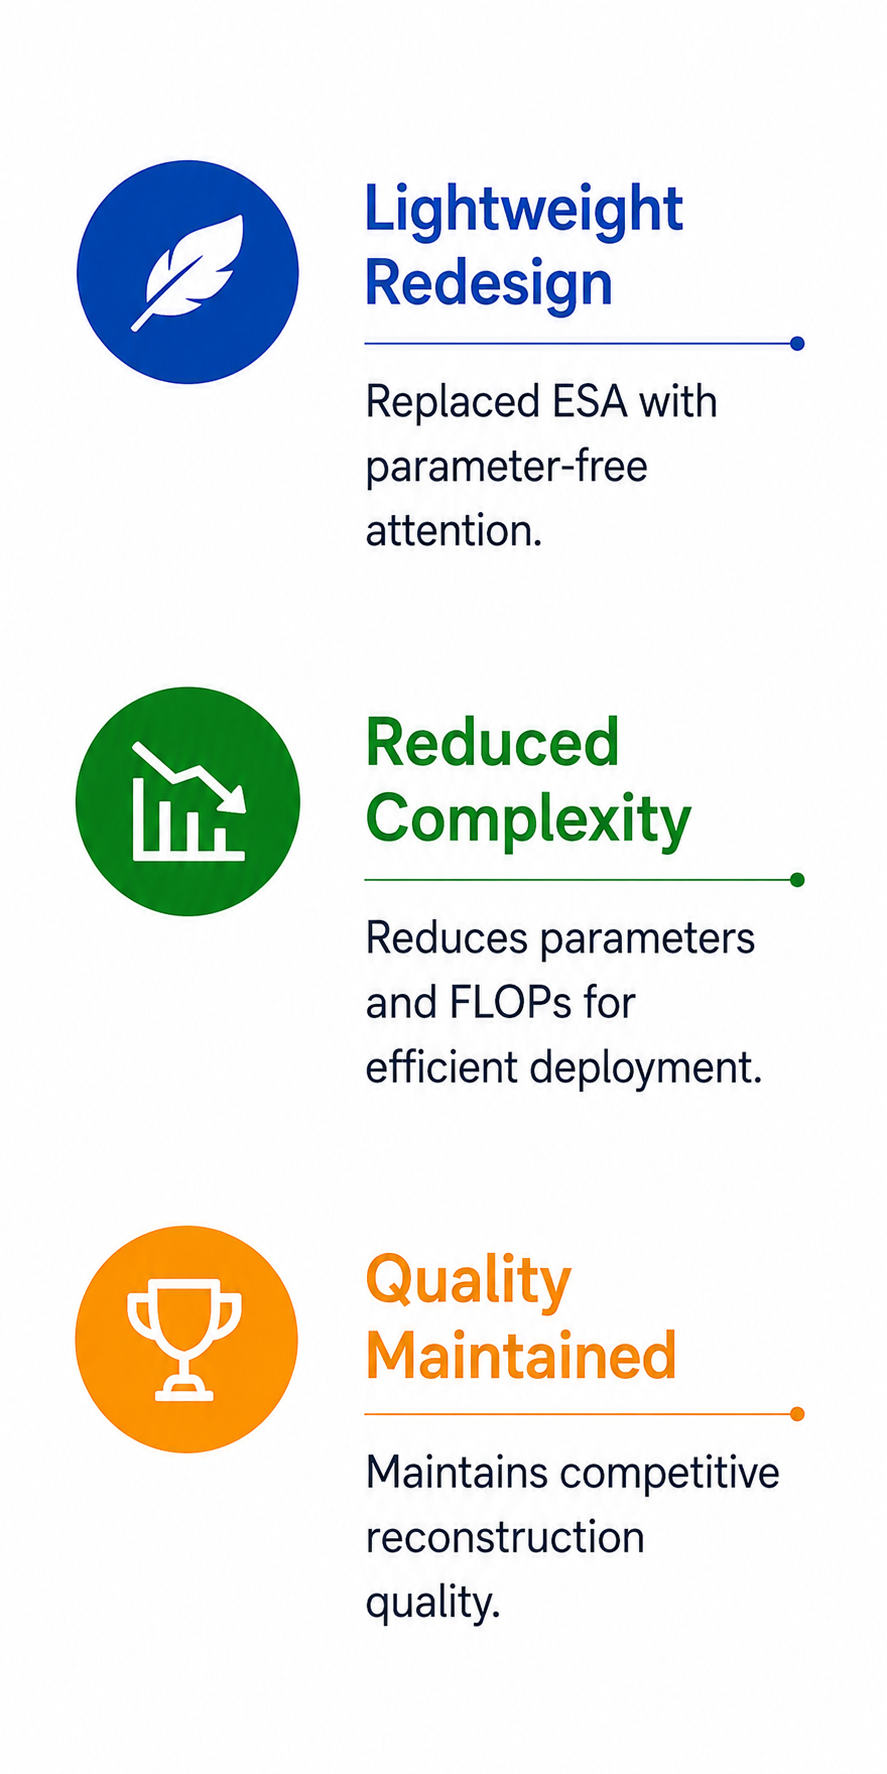 Lightweight
Redesign
Replaced ESA with
parameter-free
attention.
Reduced
Complexity
Reduces parameters
and FLOPs for
efficient deployment.
Quality
Maintained
Maintains competitive
reconstruction
quality.